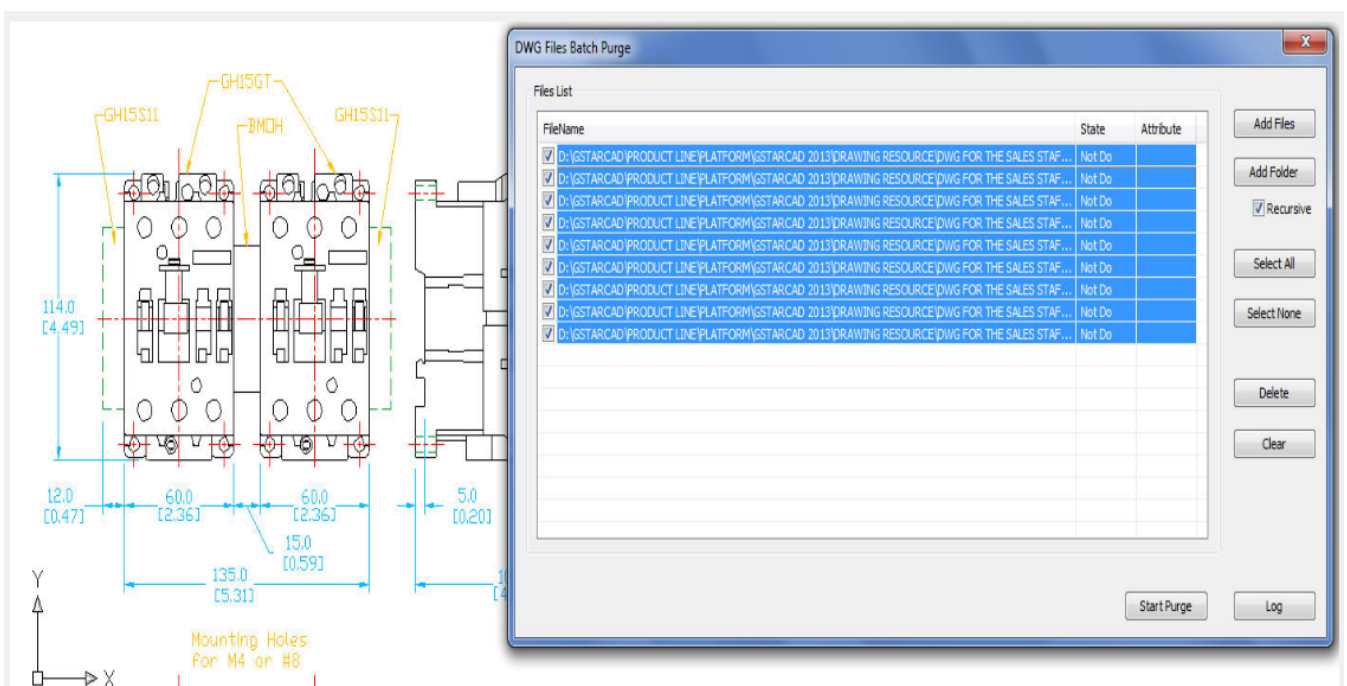 GH15GT
GH15S11
BMOH
GH15S11
114.0
[4.49]
12.0
[0.47]
60.0
[2.36]
60.0
[2.36]
5.0
[0.20]
15.0
[0.59]
135.0
[5.31]
10
[4
Mounting Holes
for M4 or #8
Y
X
DWG Files Batch Purge
Files List
FileName State Attribute
D:\GSTARCAD\PRODUCT LINE\PLATFORM\GSTARCAD 2013\DRAWING RESOURCE\DWG FOR THE SALES STAF... Not Do
D:\GSTARCAD\PRODUCT LINE\PLATFORM\GSTARCAD 2013\DRAWING RESOURCE\DWG FOR THE SALES STAF... Not Do
D:\GSTARCAD\PRODUCT LINE\PLATFORM\GSTARCAD 2013\DRAWING RESOURCE\DWG FOR THE SALES STAF... Not Do
D:\GSTARCAD\PRODUCT LINE\PLATFORM\GSTARCAD 2013\DRAWING RESOURCE\DWG FOR THE SALES STAF... Not Do
D:\GSTARCAD\PRODUCT LINE\PLATFORM\GSTARCAD 2013\DRAWING RESOURCE\DWG FOR THE SALES STAF... Not Do
D:\GSTARCAD\PRODUCT LINE\PLATFORM\GSTARCAD 2013\DRAWING RESOURCE\DWG FOR THE SALES STAF... Not Do
D:\GSTARCAD\PRODUCT LINE\PLATFORM\GSTARCAD 2013\DRAWING RESOURCE\DWG FOR THE SALES STAF... Not Do
D:\GSTARCAD\PRODUCT LINE\PLATFORM\GSTARCAD 2013\DRAWING RESOURCE\DWG FOR THE SALES STAF... Not Do
D:\GSTARCAD\PRODUCT LINE\PLATFORM\GSTARCAD 2013\DRAWING RESOURCE\DWG FOR THE SALES STAF... Not Do
Add Files
Add Folder
Recursive
Select All
Select None
Delete
Clear
Start Purge
Log